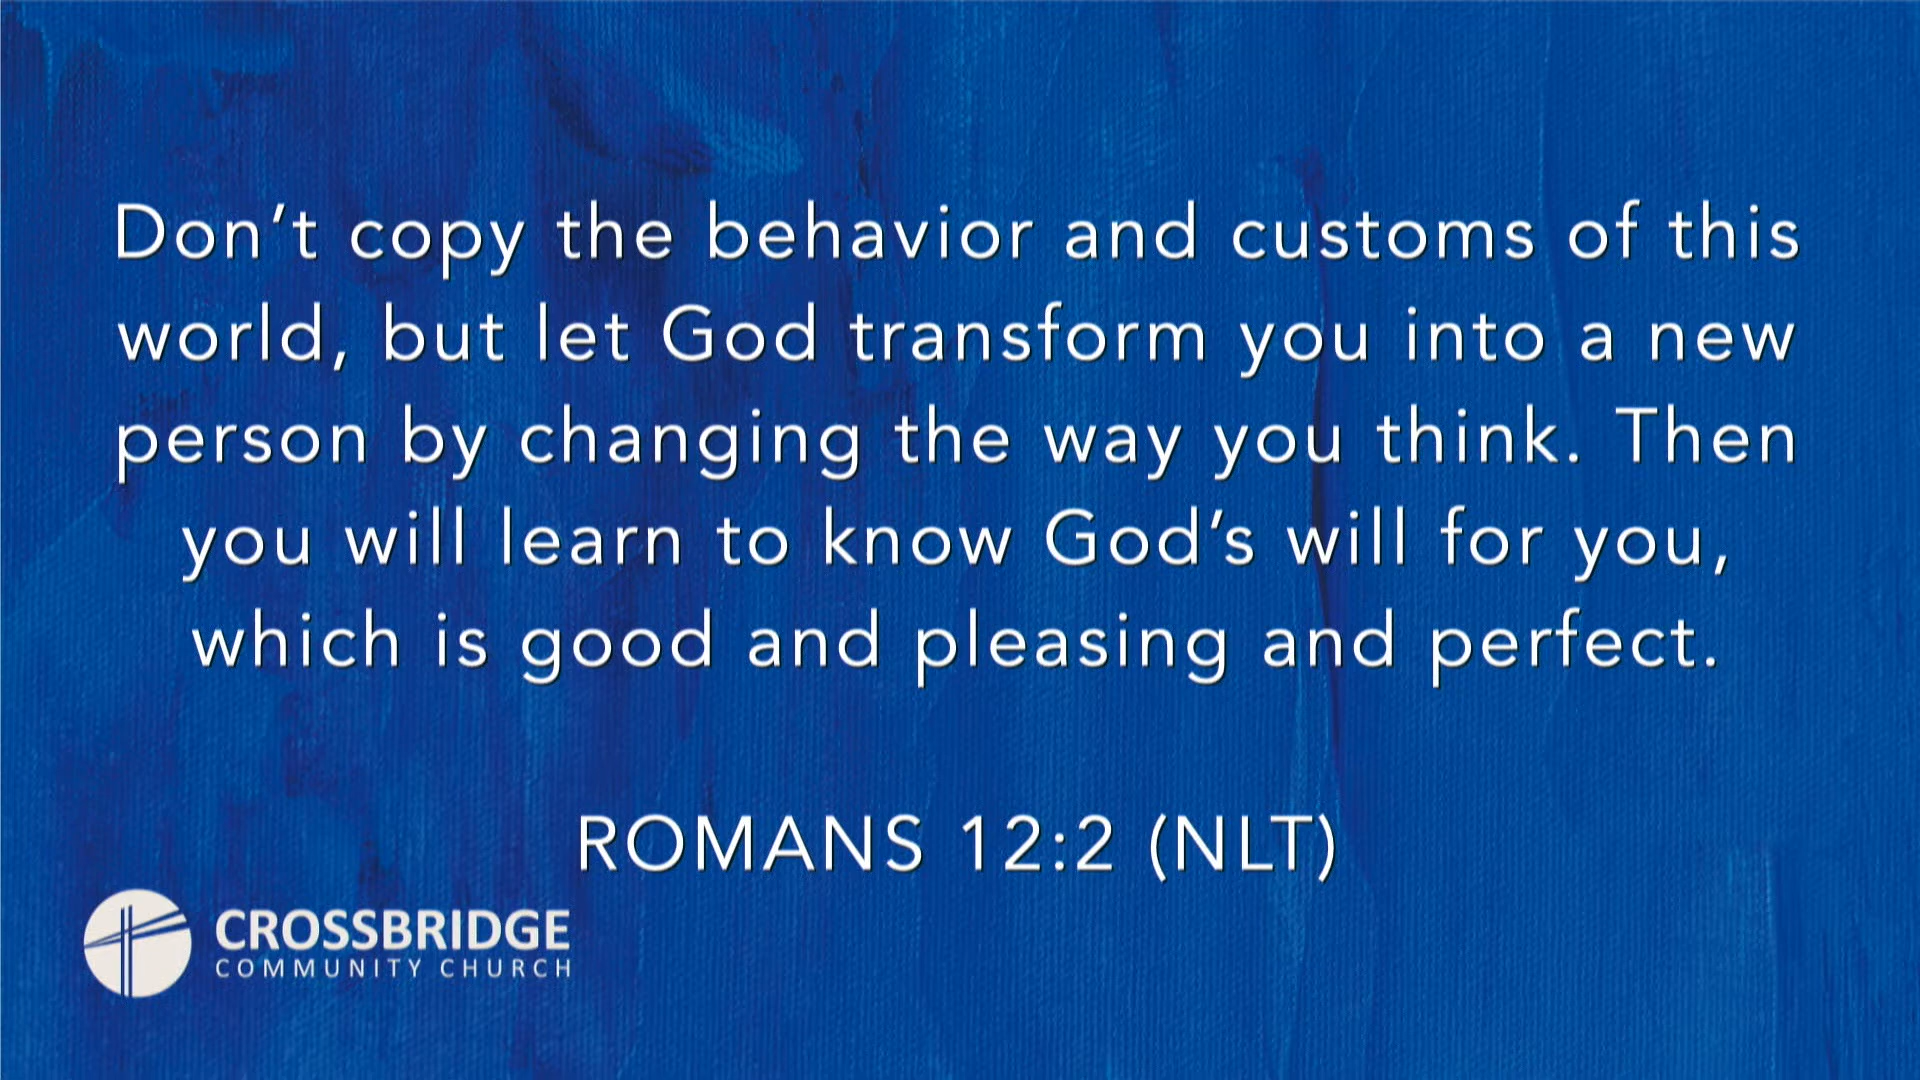 Don’t copy the behavior and customs of this
world, but let God transform you into a new
person by changing the way you think. Then
you will learn to know God’s will for you,
which is good and pleasing and perfect.
ROMANS 12:2 (NLT)
CROSSBRIDGE
COMMUNITY CHURCH